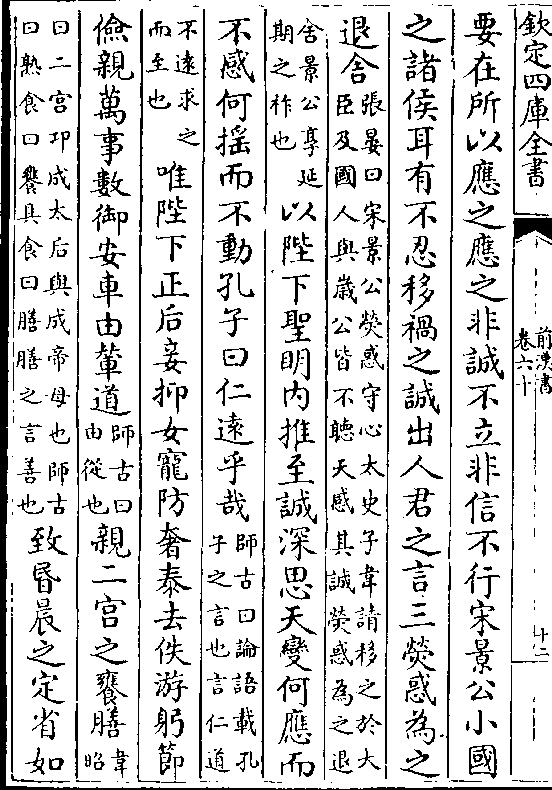 欽定四庫全書
前漢書
卷六十
十二
要在所以應之應之非誠不立非信不行宋景公小國
之諸侯耳有不忍移禍之誠出人君之言三熒惑為之
退舍
張晏曰宋景公熒惑守心太史子韋請移之於大
臣及國人與歲公皆不聽天感其誠熒惑為之退
舍景公享延
期之祚也
以陛下聖明内推至誠深思天變何應而
不感何揺而不動孔子曰仁遠乎哉
師古曰論語載孔
子之言也言仁道
不遠求之
而至也
唯陛下正后妾抑女寵防奢泰去佚游躬節
儉親萬事數御安車由輦道
師古曰
由從也
親二宫之饔膳
韋昭
曰二宫卭成太后與成帝母也師古
曰熟食曰饔具食曰膳膳之言善也
致昏晨之定省如